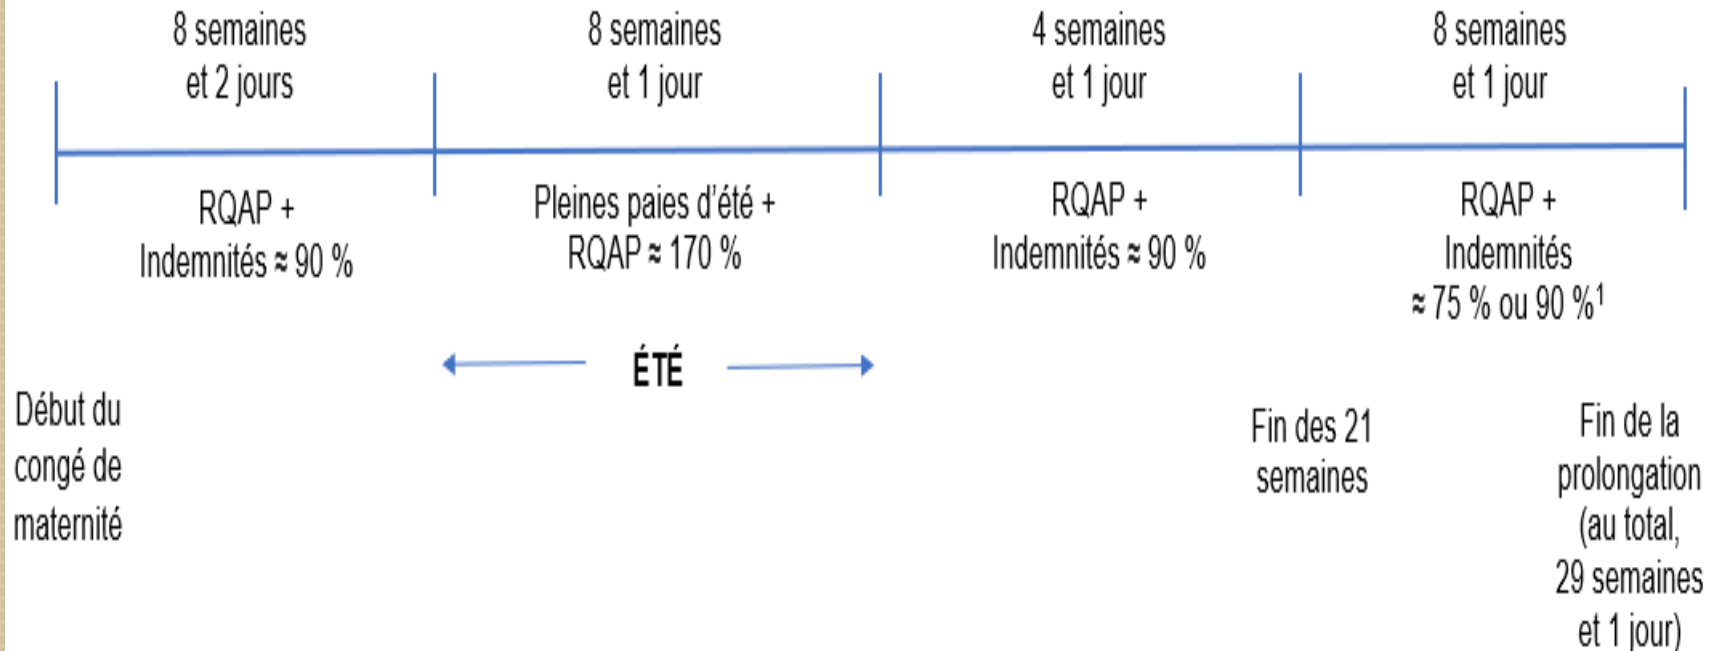 8 semaines
et 2 jours
8 semaines
et 1 jour
4 semaines
et 1 jour
8 semaines
et 1 jour
RQAP +
Indemnités ≈ 90 %
Pleines paies d'été +
RQAP ≈ 170 %
RQAP +
Indemnités ≈ 90 %
RQAP +
Indemnités
≈ 75 % ou 90 %¹
ÉTÉ
Début du
congé de
maternité
Fin des 21
semaines
Fin de la
prolongation
(au total,
29 semaines
et 1 jour)